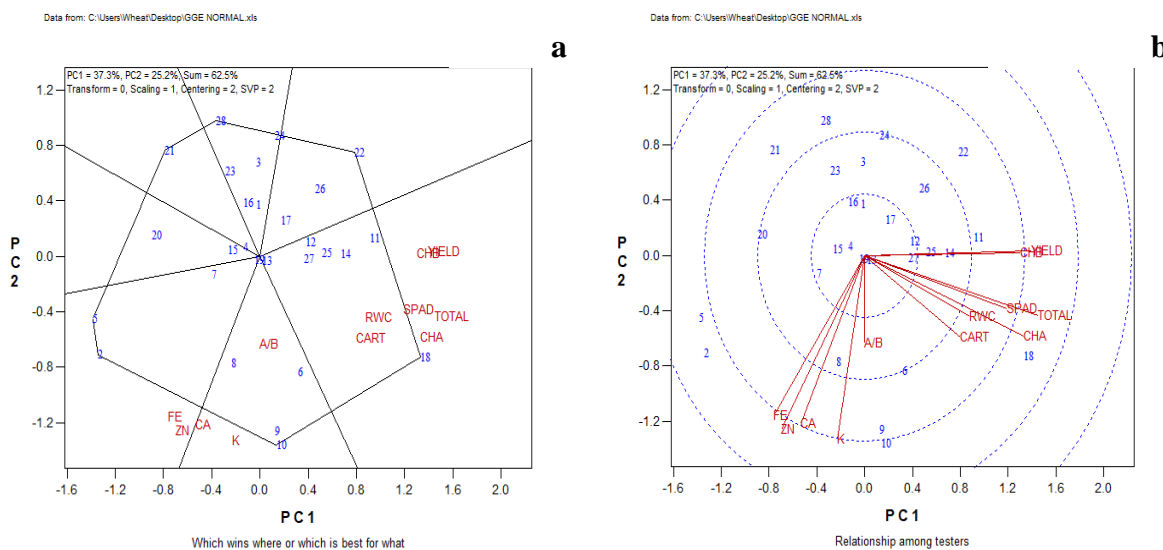 Data from: C:\Users\Wheat\Desktop\GGE NORMAL.xls
a
PC1 = 37.3%, PC2 = 25.2%, Sum = 62.5%
Transform = 0, Scaling = 1, Centering = 2, SVP = 2
1.2
0.8
0.4
0.0
-0.4
-0.8
-1.2
PC2
28
24
21
22
3
23
26
16
1
17
20
12
11
15
4
25
14
27
13
7
CHB
YIELD
5
SPAD
RWC
TOTAL
CART
CHA
A/B
2
18
8
6
FE
ZN
CA
K
9
10
-1.6 -1.2 -0.8 -0.4 0.0 0.4 0.8 1.2 1.6 2.0
PC1
Which wins where or which is best for what
Data from: C:\Users\Wheat\Desktop\GGE NORMAL.xls
b
PC1 = 37.3%, PC2 = 25.2%, Sum = 62.5%
Transform = 0, Scaling = 1, Centering = 2, SVP = 2
1.2
0.8
0.4
0.0
-0.4
-0.8
-1.2
PC2
28
24
21
22
3
23
26
16
1
17
20
12
11
15
4
25
14
27
7
CHB
YIELD
5
SPAD
RWC
TOTAL
CART
CHA
A/B
2
18
8
6
FE
ZN
CA
K
9
10
-1.6 -1.2 -0.8 -0.4 0.0 0.4 0.8 1.2 1.6 2.0
PC1
Relationship among testers